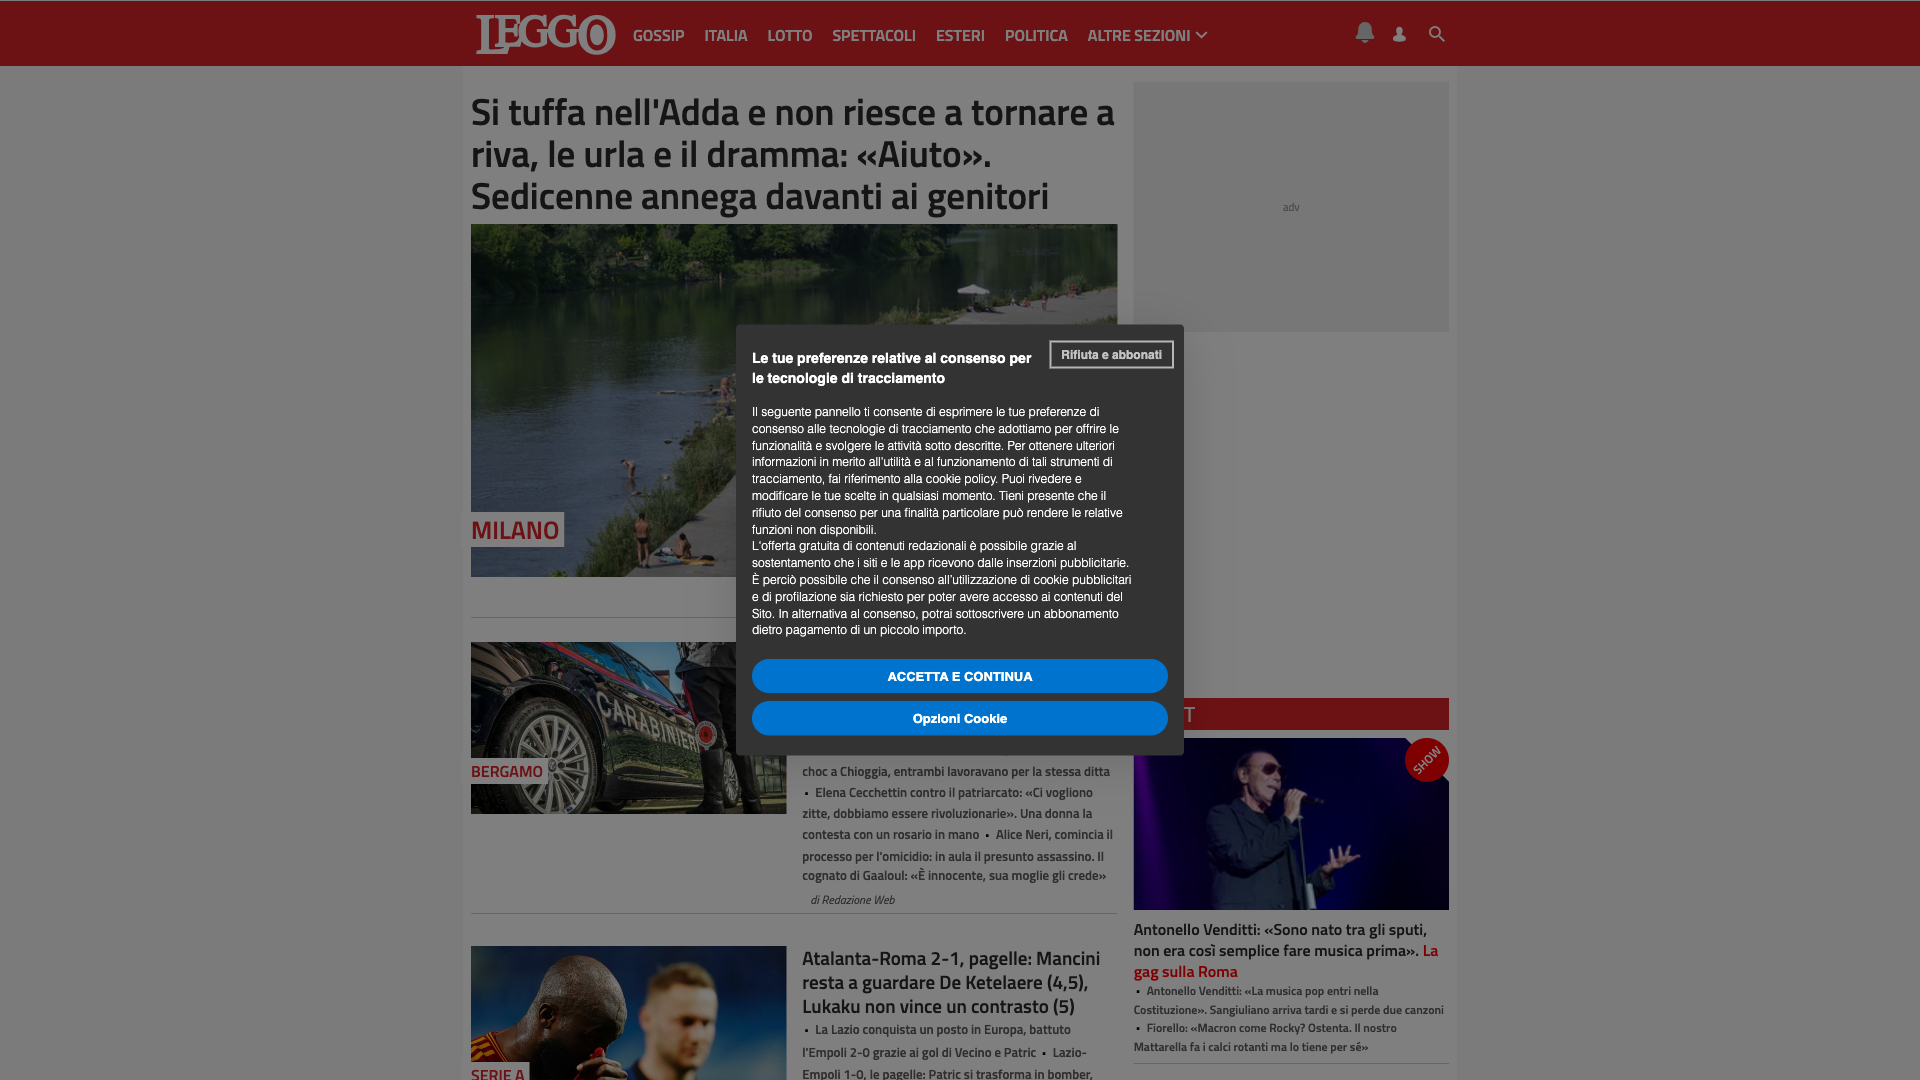 LEGGO
GOSSIP ITALIA LOTTO SPETTACOLI ESTERI POLITICA ALTRE SEZIONI
Si tuffa nell'Adda e non riesce a tornare a
riva, le urla e il dramma: «Aiuto».
Sedicenne annega davanti ai genitori
MILANO
adv
Le tue preferenze relative al consenso per
le tecnologie di tracciamento
Rifiuta e abbonati
Il seguente pannello ti consente di esprimere le tue preferenze di
consenso alle tecnologie di tracciamento che adottiamo per offrire le
funzionalità e svolgere le attività sotto descritte. Per ottenere ulteriori
informazioni in merito all'utilità e al funzionamento di tali strumenti di
tracciamento, fai riferimento alla cookie policy. Puoi rivedere e
modificare le tue scelte in qualsiasi momento. Tieni presente che il
rifiuto del consenso per una finalità particolare può rendere le relative
funzioni non disponibili.
L'offerta gratuita di contenuti redazionali è possibile grazie al
sostentamento che i siti e le app ricevono dalle inserzioni pubblicitarie.
È perciò possibile che il consenso all'utilizzazione di cookie pubblicitari
e di profilazione sia richiesto per poter avere accesso ai contenuti del
Sito. In alternativa al consenso, potrai sottoscrivere un abbonamento
dietro pagamento di un piccolo importo.
ACCETTA E CONTINUA
Opzioni Cookie
CARABINIERI
BERGAMO
choc a Chioggia, entrambi lavoravano per la stessa ditta
• Elena Cecchettin contro il patriarcato: «Ci vogliono
zitte, dobbiamo essere rivoluzionarie». Una donna la
contesta con un rosario in mano • Alice Neri, comincia il
processo per l'omicidio: in aula il presunto assassino. Il
cognato di Gaaloul: «È innocente, sua moglie gli crede»
di Redazione Web
SERIE A
Atalanta-Roma 2-1, pagelle: Mancini
resta a guardare De Ketelaere (4,5),
Lukaku non vince un contrasto (5)
• La Lazio conquista un posto in Europa, battuto
l'Empoli 2-0 grazie ai gol di Vecino e Patric • Lazio-
Empoli 1-0, le pagelle: Patric si trasforma in bomber,
T
SHOW
Antonello Venditti: «Sono nato tra gli sputi,
non era così semplice fare musica prima». La
gag sulla Roma
• Antonello Venditti: «La musica pop entri nella
Costituzione». Sangiuliano arriva tardi e si perde due canzoni
• Fiorello: «Macron come Rocky? Ostenta. Il nostro
Mattarella fa i calci rotanti ma lo tiene per sé»